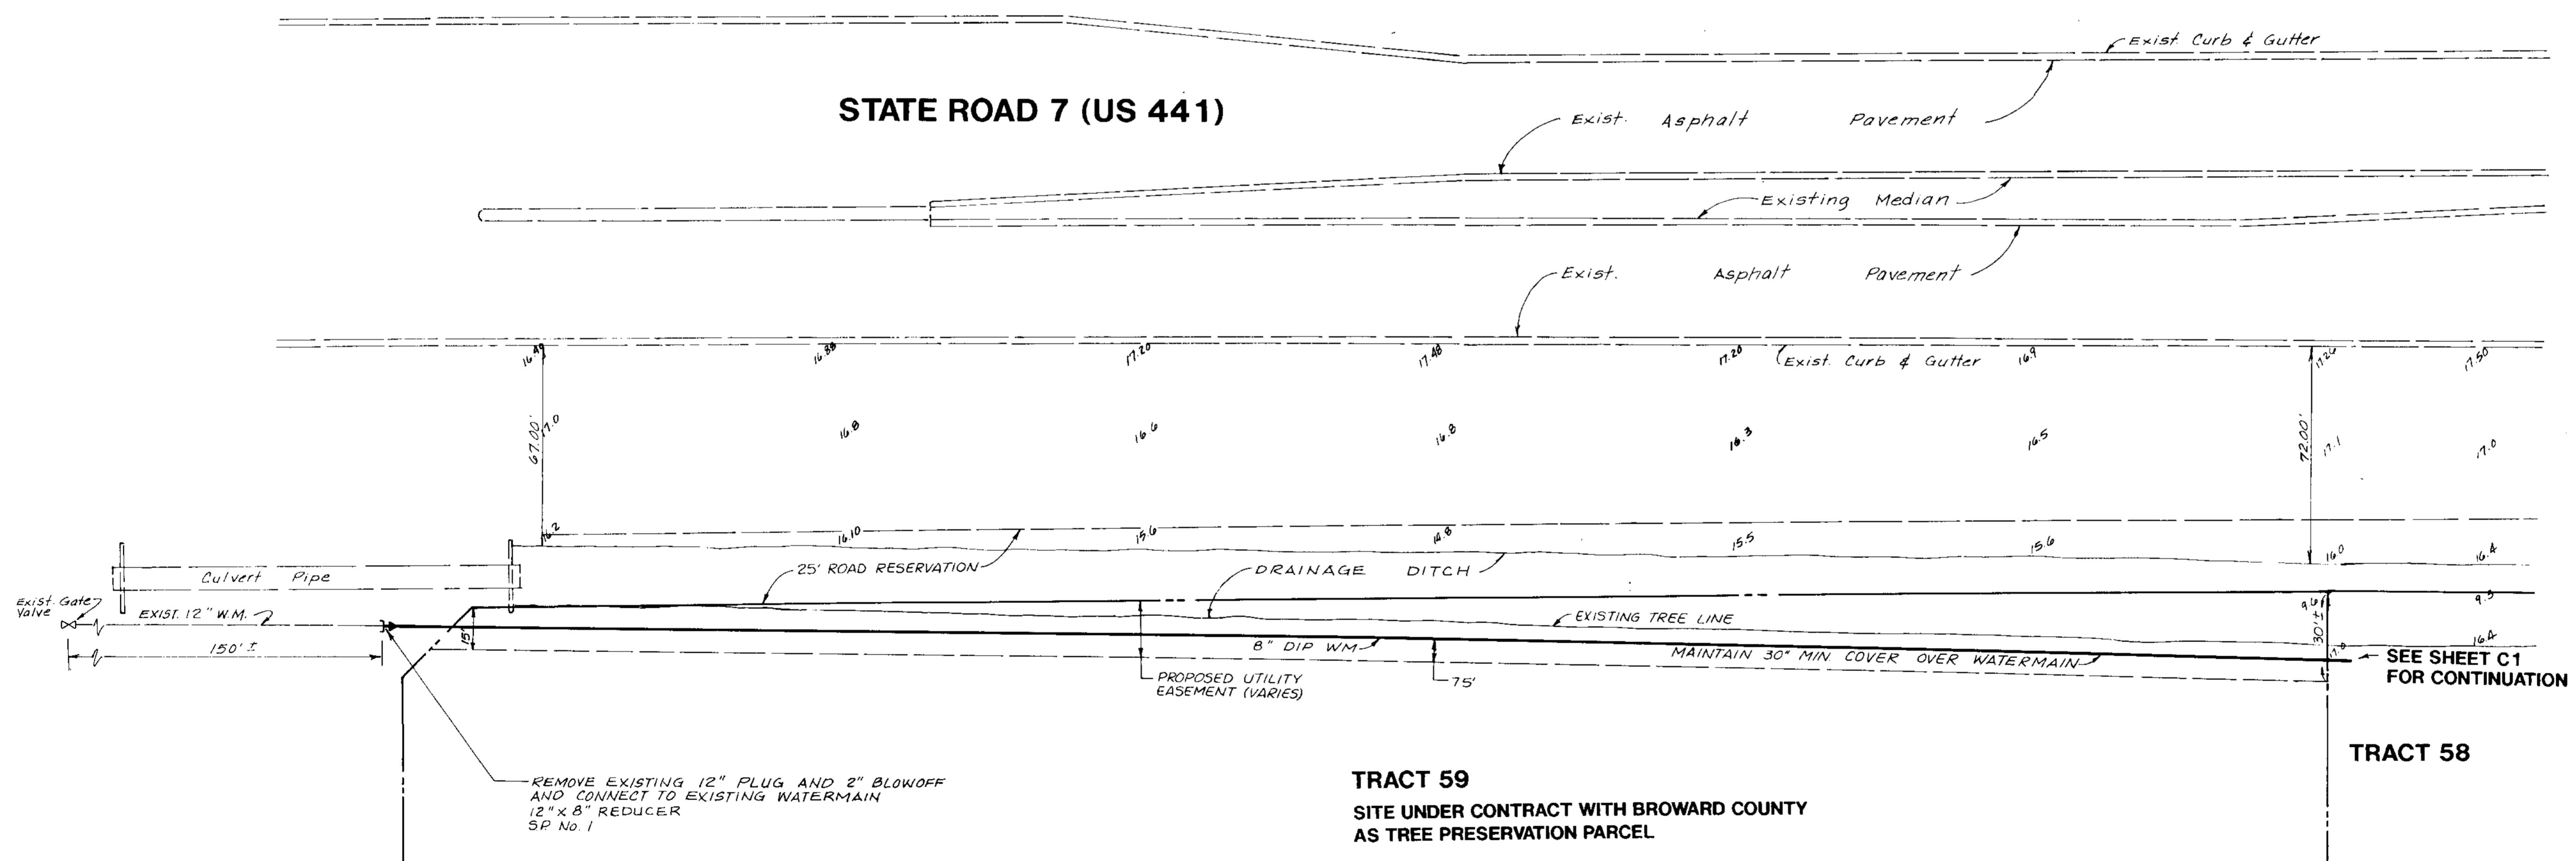 Exist. Curb & Gutter
STATE ROAD 7 (US 441)
Exist. Asphalt Pavement
Existing Median
Exist. Asphalt Pavement
16.49 16.88 17.20 17.48 17.20 16.9 17.26 17.50
Exist. Curb & Gutter
67.00' 17.0 16.8 16.6 16.8 16.3 16.5 72.00' 17.1 17.0
16.2 16.10 15.6 14.8 15.5 15.6 16.0 16.4
Culvert Pipe
25' ROAD RESERVATION
DRAINAGE DITCH
Exist. Gate
Valve
EXIST. 12" W.M.
150' ±
15'
EXISTING TREE LINE
9.6 9.5
30' ±
8" DIP WM
MAINTAIN 30" MIN. COVER OVER WATERMAIN
17.0 16.4
SEE SHEET C1
FOR CONTINUATION
PROPOSED UTILITY
EASEMENT (VARIES)
7.5'
REMOVE EXISTING 12" PLUG AND 2" BLOWOFF
AND CONNECT TO EXISTING WATERMAIN
12" x 8" REDUCER
SP. No. 1
TRACT 59
SITE UNDER CONTRACT WITH BROWARD COUNTY
AS TREE PRESERVATION PARCEL
TRACT 58